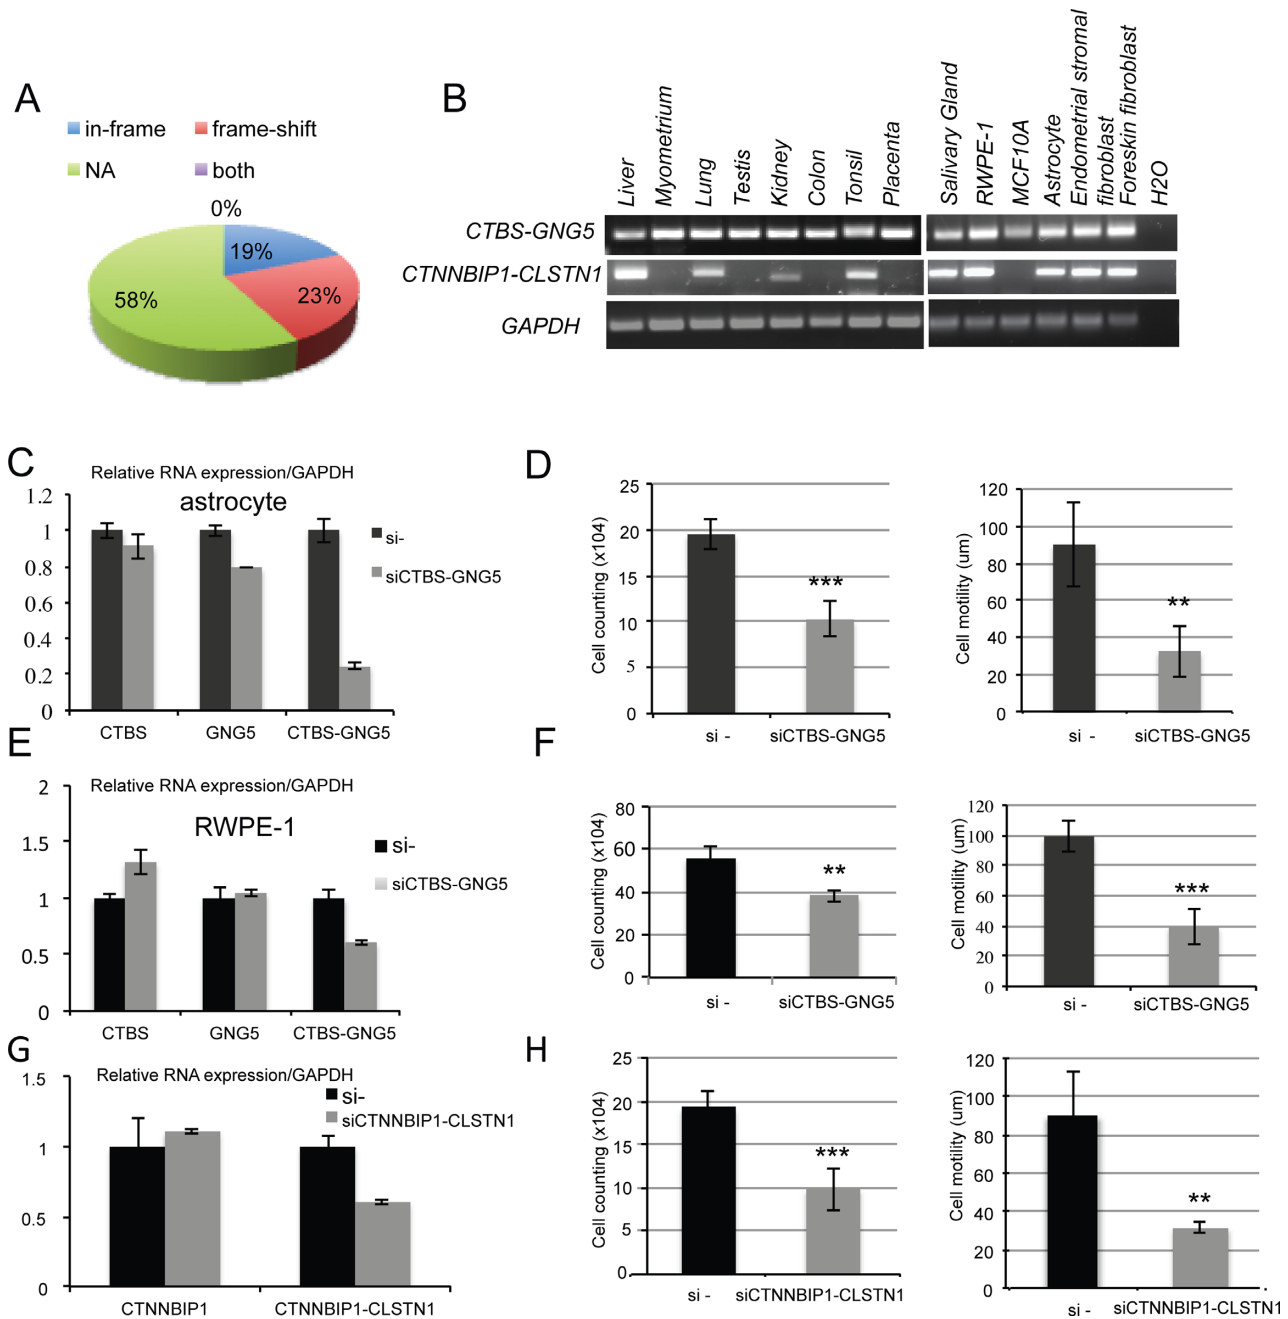 A
in-frame
frame-shift
NA
both
0%
19%
23%
58%
B
Liver
Myometrium
Lung
Testis
Kidney
Colon
Tonsil
Placenta
Salivary Gland
RWPE-1
MCF10A
Astrocyte
Endometrial stromal
fibroblast
Foreskin fibroblast
H2O
CTBS-GNG5
CTNNBIP1-CLSTN1
GAPDH
C
Relative RNA expression/GAPDH
astrocyte
1.2
1
0.8
0.6
0.4
0.2
0
si-
siCTBS-GNG5
CTBS
GNG5
CTBS-GNG5
D
Cell counting (x104)
25
20
15
10
5
0
***
si -
siCTBS-GNG5
Cell motility (um)
120
100
80
60
40
20
0
**
si -
siCTBS-GNG5
E
Relative RNA expression/GAPDH
RWPE-1
2
1.5
1
0.5
0
si-
siCTBS-GNG5
CTBS
GNG5
CTBS-GNG5
F
Cell counting (x104)
80
60
40
20
0
**
si -
siCTBS-GNG5
Cell motility (um)
120
100
80
60
40
20
0
***
si -
siCTBS-GNG5
G
Relative RNA expression/GAPDH
1.5
1
0.5
0
si-
siCTNNBIP1-CLSTN1
CTNNBIP1
CTNNBIP1-CLSTN1
H
Cell counting (x104)
25
20
15
10
5
0
***
si -
siCTNNBIP1-CLSTN1
Cell motility (um)
120
100
80
60
40
20
0
**
si -
siCTNNBIP1-CLSTN1